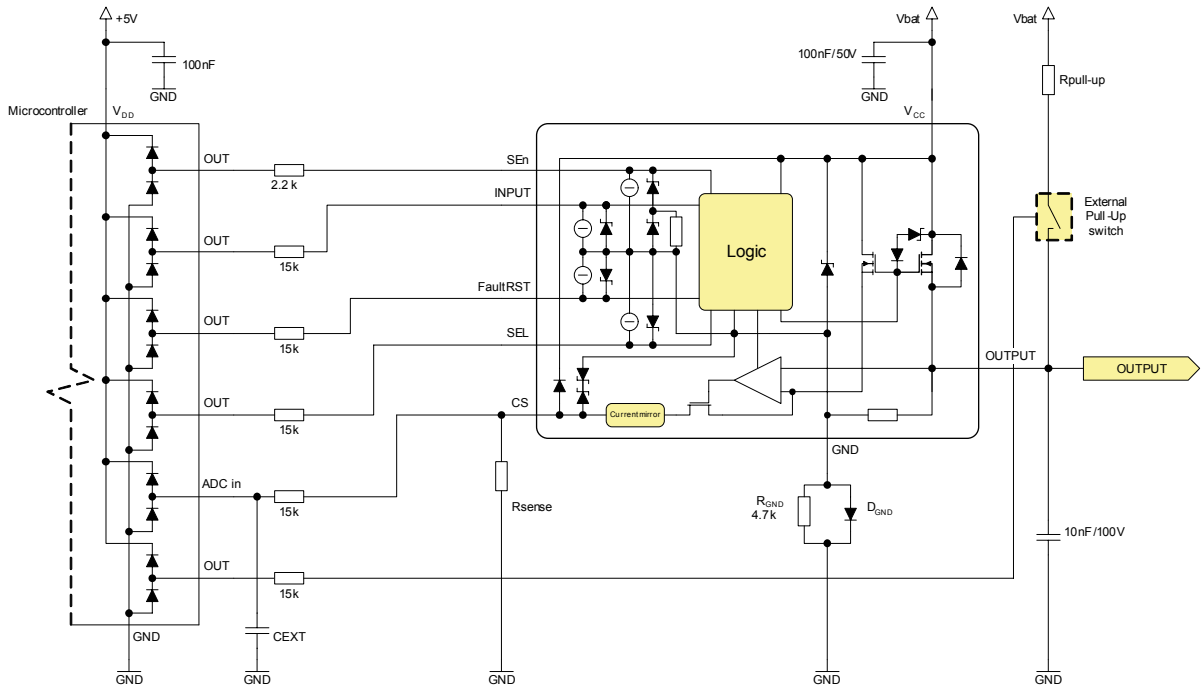 +5V
Vbat
Vbat
100nF
100nF/50V
GND
GND
Rpull-up
Microcontroller
VDD
VCC
OUT
SEn
2.2 k
INPUT
External
Pull -Up
switch
OUT
15k
Logic
FaultRST
OUT
15k
SEL
OUTPUT
OUTPUT
OUT
15k
CS
Current mirror
GND
ADC in
15k
Rsense
RGND
4.7 k
DGND
10nF/100V
OUT
15k
GND
CEXT
GND
GND
GND
GND
GND